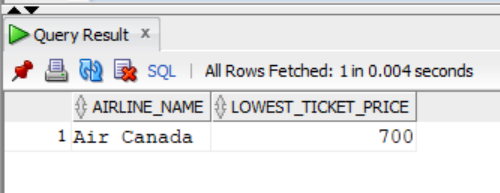 Query Result x
SQL | All Rows Fetched: 1 in 0.004 seconds
AIRLINE_NAME LOWEST_TICKET_PRICE
1 Air Canada 700